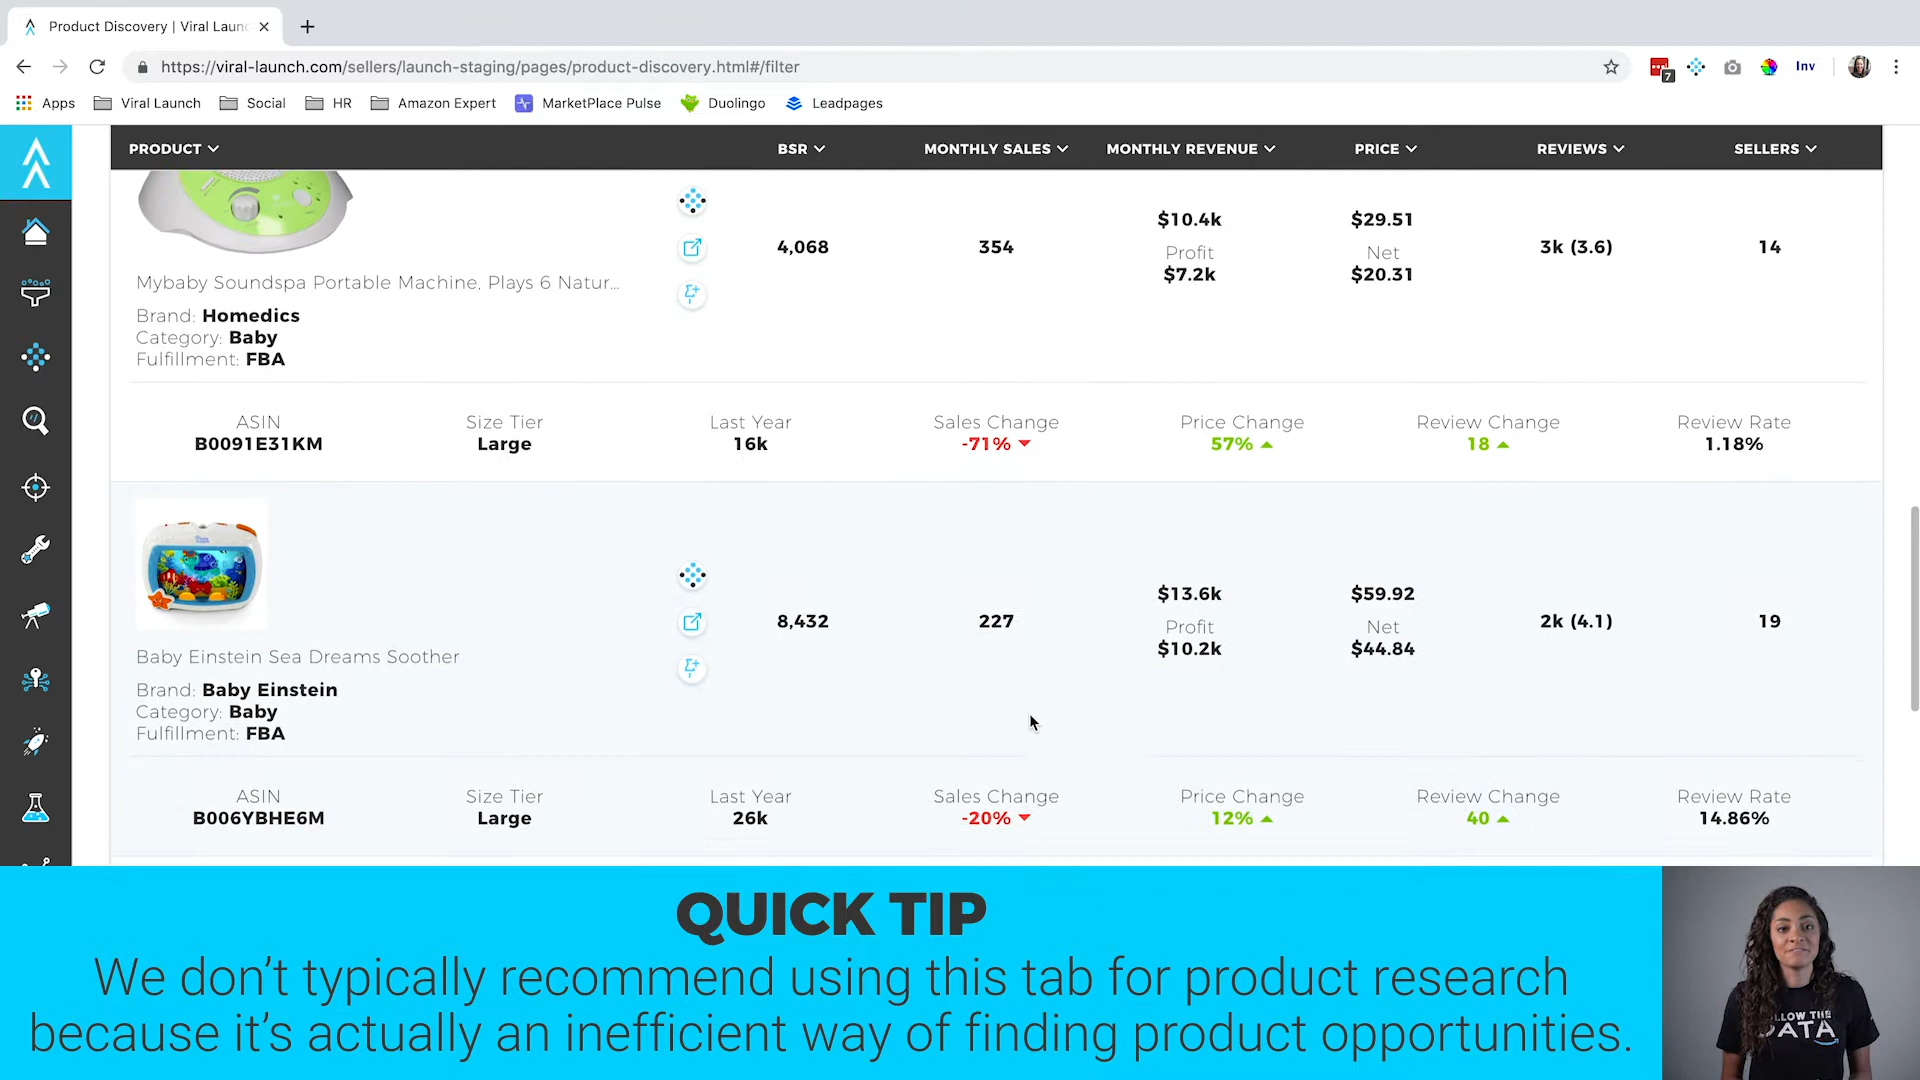 Product Discovery | Viral Laun
https://viral-launch.com/sellers/launch-staging/pages/product-discovery.html#/filter
7
Inv
Apps Viral Launch Social HR Amazon Expert MarketPlace Pulse Duolingo Leadpages
PRODUCT BSR MONTHLY SALES MONTHLY REVENUE PRICE REVIEWS SELLERS
$10.4k $29.51
4,068 354 Profit Net 3k (3.6) 14
$7.2k $20.31
Mybaby Soundspa Portable Machine, Plays 6 Natur...
Brand: Homedics
Category: Baby
Fulfillment: FBA
ASIN Size Tier Last Year Sales Change Price Change Review Change Review Rate
B0091E31KM Large 16k -71% 57% 18 1.18%
$13.6k $59.92
8,432 227 Profit Net 2k (4.1) 19
$10.2k $44.84
Baby Einstein Sea Dreams Soother
Brand: Baby Einstein
Category: Baby
Fulfillment: FBA
ASIN Size Tier Last Year Sales Change Price Change Review Change Review Rate
B006YBHE6M Large 26k -20% 12% 40 14.86%
QUICK TIP
We don't typically recommend using this tab for product research
because it's actually an inefficient way of finding product opportunities.
LLOW THE
DATA